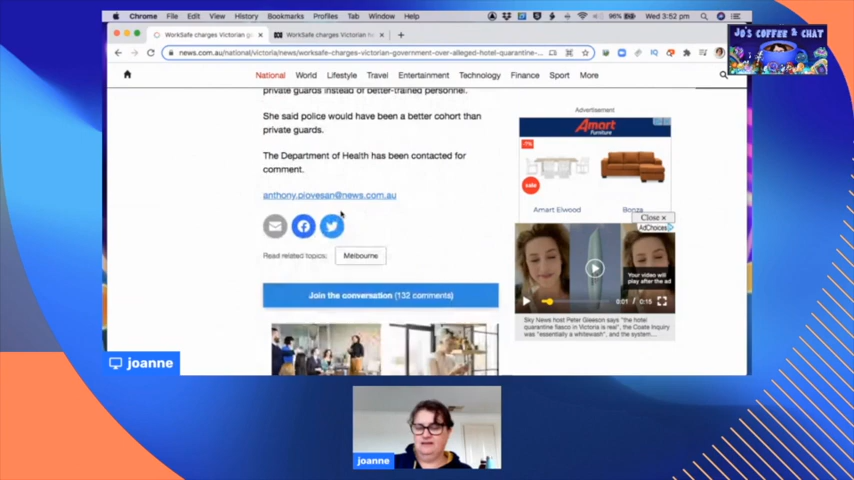 Chrome File Edit View History Bookmarks Profiles Tab Window Help 96% Wed 3:52 pm
WorkSafe charges Victorian go WorkSafe charges Victorian ho
JO'S COFFEE & CHAT
news.com.au/national/victoria/news/worksafe-charges-victorian-government-over-alleged-hotel-quarantine-...
National World Lifestyle Travel Entertainment Technology Finance Sport More
private guards instead of better-trained personnel.
She said police would have been a better cohort than
private guards.
The Department of Health has been contacted for
comment.
anthony.piovesan@news.com.au
Read related topics: Melbourne
Join the conversation (132 comments)
Advertisement
Amart
Furniture
sale
Amart Elwood Bonza
Close ×
AdChoices
Your video will
play after the ad
0:01 / 0:15
Sky News host Peter Gleeson says "the hotel
quarantine fiasco in Victoria is real", the Coate Inquiry
was "essentially a whitewash", and the system...
joanne
joanne